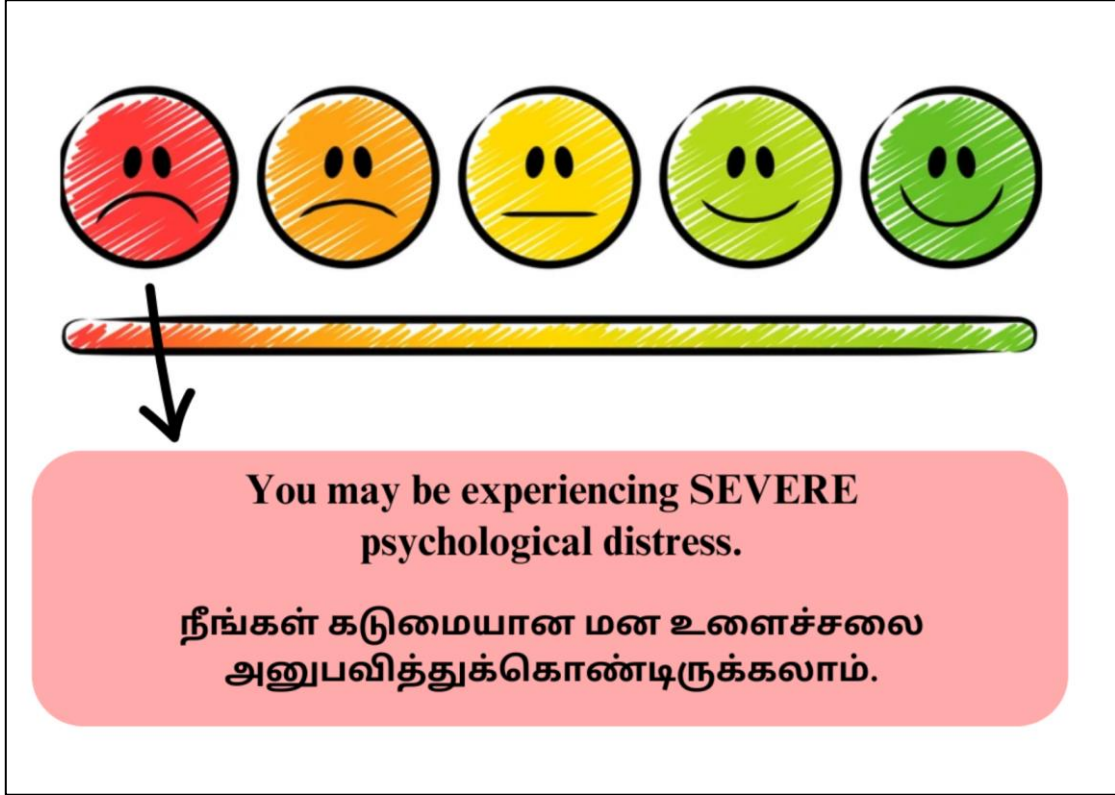 You may be experiencing SEVERE
psychological distress.
நீங்கள் கடுமையான மன உளைச்சலை
அனுபவித்துக்கொண்டிருக்கலாம்.